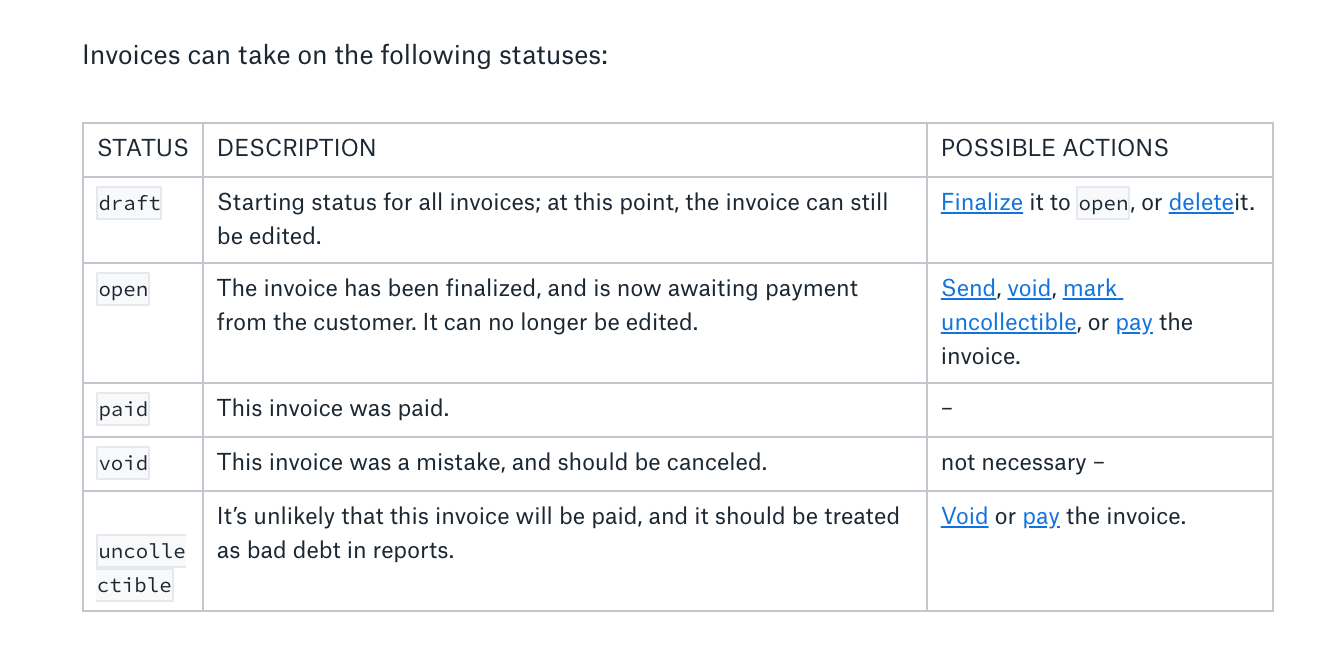 Invoices can take on the following statuses:
STATUS DESCRIPTION POSSIBLE ACTIONS
draft Starting status for all invoices; at this point, the invoice can still Finalize it to open, or deleteit.
be edited.
open The invoice has been finalized, and is now awaiting payment Send, void, mark
from the customer. It can no longer be edited. uncollectible, or pay the
invoice.
paid This invoice was paid. –
void This invoice was a mistake, and should be canceled. not necessary –
It’s unlikely that this invoice will be paid, and it should be treated Void or pay the invoice.
uncolle as bad debt in reports.
ctible